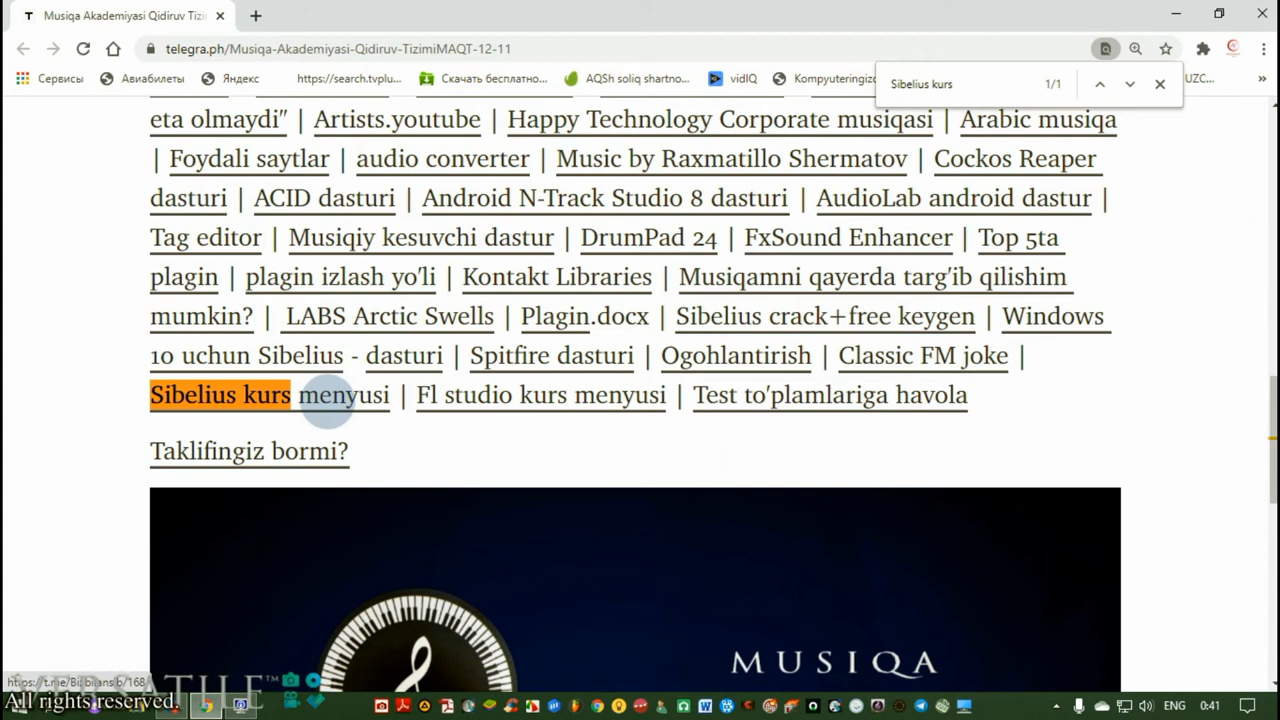 T Musiqa Akademiyasi Qidiruv Tizi
telegra.ph/Musiqa-Akademiyasi-Qidiruv-TizimiMAQT-12-11
Сервисы Авиабилеты Яндекс https://search.tvplu... Скачать бесплатно... AQSh soliq shartno... vidIQ Kompyuteringiz UZC...
Sibelius kurs 1/1
eta olmaydi" | Artists.youtube | Happy Technology Corporate musiqasi | Arabic musiqa
| Foydali saytlar | audio converter | Music by Raxmatillo Shermatov | Cockos Reaper
dasturi | ACID dasturi | Android N-Track Studio 8 dasturi | AudioLab android dastur |
Tag editor | Musiqiy kesuvchi dastur | DrumPad 24 | FxSound Enhancer | Top 5ta
plagin | plagin izlash yo'li | Kontakt Libraries | Musiqamni qayerda targ'ib qilishim
mumkin? | LABS Arctic Swells | Plagin.docx | Sibelius crack+free keygen | Windows
10 uchun Sibelius - dasturi | Spitfire dasturi | Ogohlantirish | Classic FM joke |
Sibelius kurs menyusi | Fl studio kurs menyusi | Test to'plamlariga havola
Taklifingiz bormi?
MUSIQA
VERSATILE™
All rights reserved.
ENG 0:41